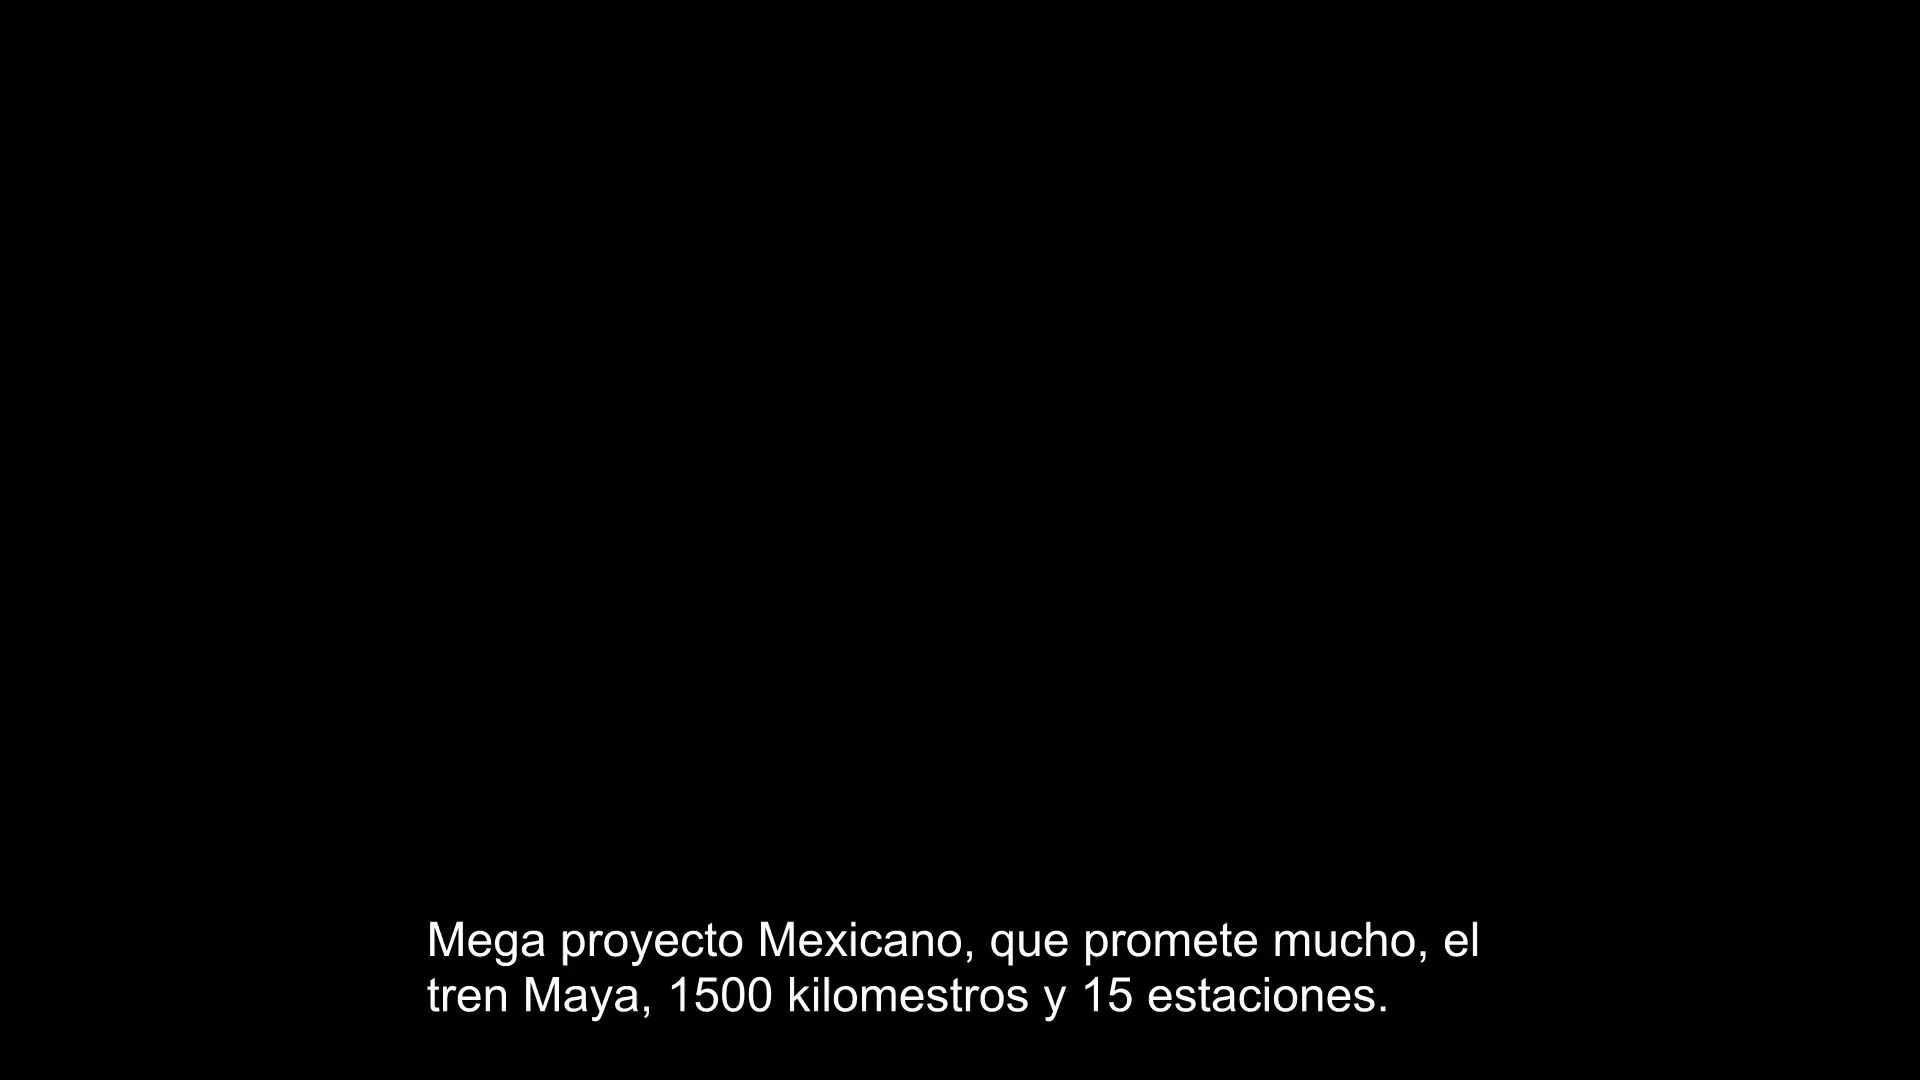 Mega proyecto Mexicano, que promete mucho, el
tren Maya, 1500 kilomestros y 15 estaciones.